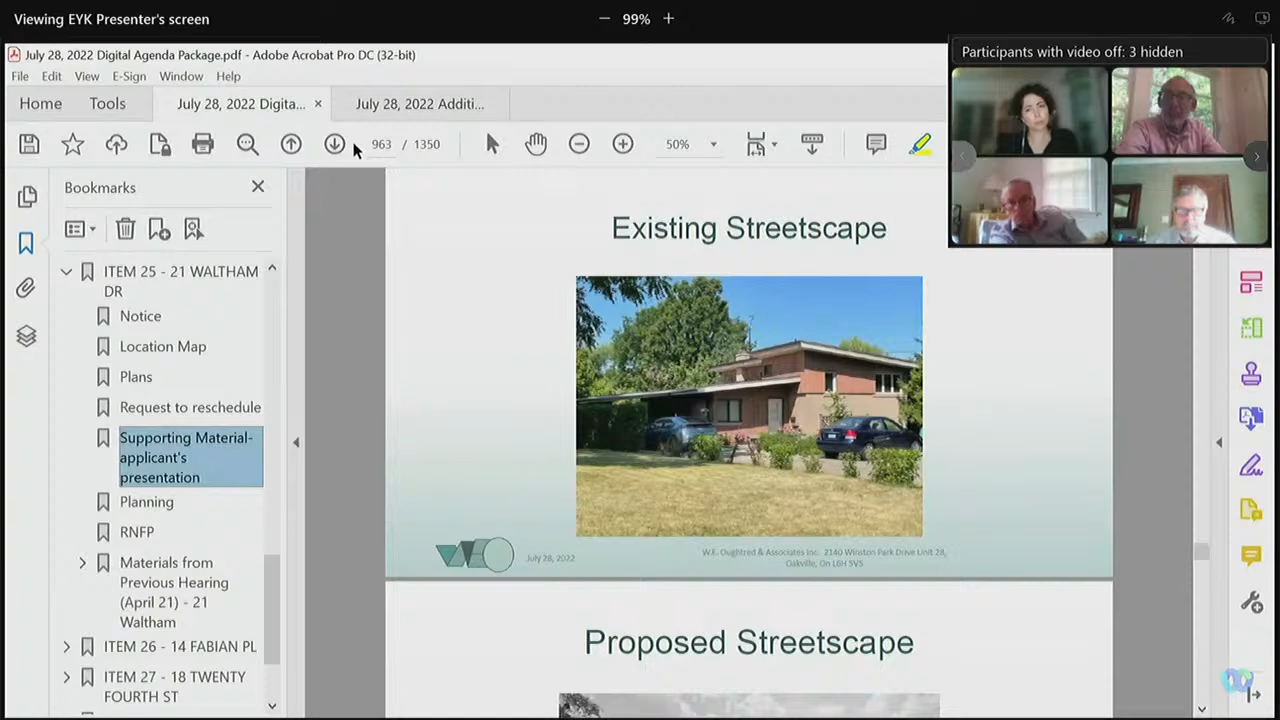 Viewing EYK Presenter's screen
99%
Participants with video off: 3 hidden
July 28, 2022 Digital Agenda Package.pdf - Adobe Acrobat Pro DC (32-bit)
File Edit View E-Sign Window Help
Home Tools July 28, 2022 Digita... July 28, 2022 Additi...
963 / 1350 50%
Bookmarks
ITEM 25 - 21 WALTHAM
DR
Notice
Location Map
Plans
Request to reschedule
Supporting Material-
applicant's
presentation
Planning
RNFP
Materials from
Previous Hearing
(April 21) - 21
Waltham
ITEM 26 - 14 FABIAN PL
ITEM 27 - 18 TWENTY
FOURTH ST
Existing Streetscape
July 28, 2022
W.E. Oughtred & Associates Inc. 2140 Winston Park Drive Unit 28,
Oakville, On L6H 5V5
Proposed Streetscape